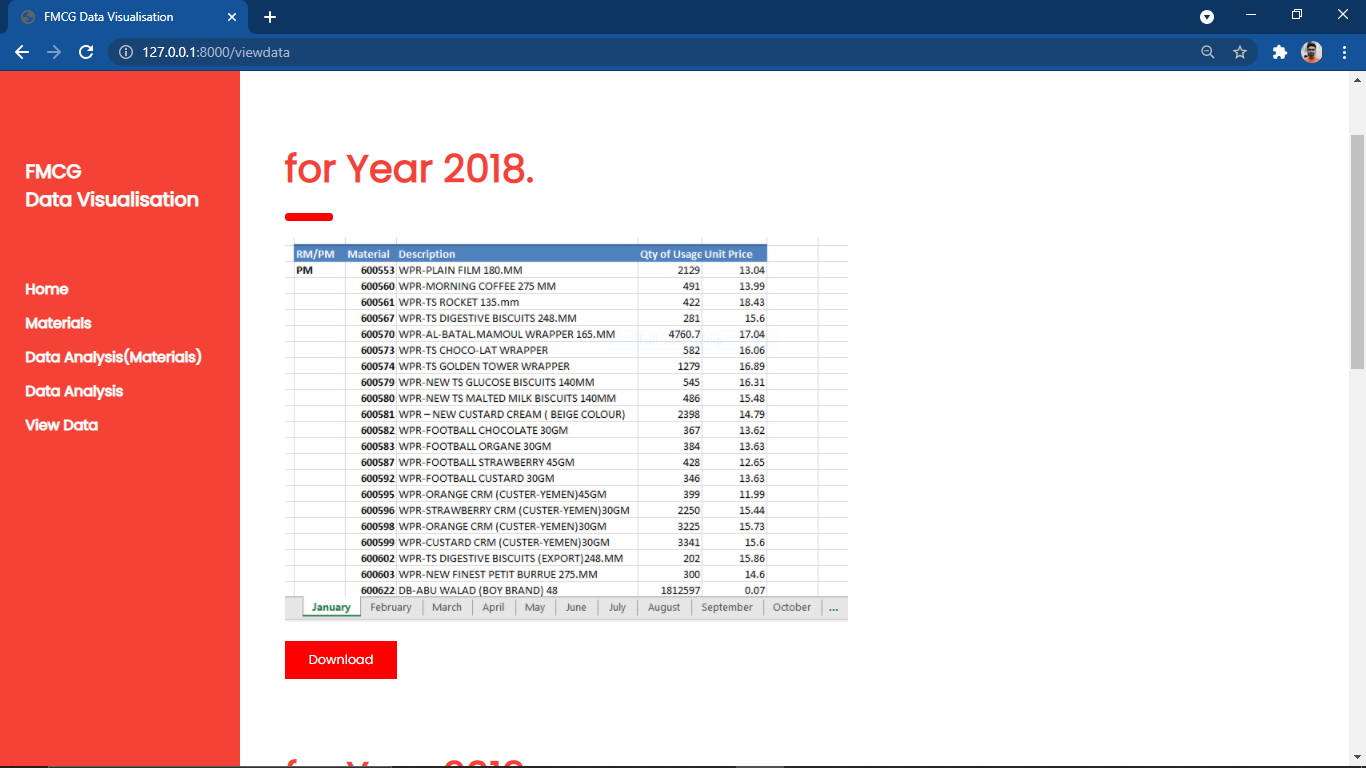 FMCG Data Visualisation
127.0.0.1:8000/viewdata
FMCG
Data Visualisation
Home
Materials
Data Analysis(Materials)
Data Analysis
View Data
for Year 2018.
RM/PM Material Description Qty of Usage Unit Price
PM 600553 WPR-PLAIN FILM 180.MM 2129 13.04
600560 WPR-MORNING COFFEE 275 MM 491 13.99
600561 WPR-TS ROCKET 135.mm 422 18.43
600567 WPR-TS DIGESTIVE BISCUITS 248.MM 281 15.6
600570 WPR-AL-BATAL.MAMOUL WRAPPER 165.MM 4760.7 17.04
600573 WPR-TS CHOCO-LAT WRAPPER 582 16.06
600574 WPR-TS GOLDEN TOWER WRAPPER 1279 16.89
600579 WPR-NEW TS GLUCOSE BISCUITS 140MM 545 16.31
600580 WPR-NEW TS MALTED MILK BISCUITS 140MM 486 15.48
600581 WPR – NEW CUSTARD CREAM ( BEIGE COLOUR) 2398 14.79
600582 WPR-FOOTBALL CHOCOLATE 30GM 367 13.62
600583 WPR-FOOTBALL ORGANE 30GM 384 13.63
600587 WPR-FOOTBALL STRAWBERRY 45GM 428 12.65
600592 WPR-FOOTBALL CUSTARD 30GM 346 13.63
600595 WPR-ORANGE CRM (CUSTER-YEMEN)45GM 399 11.99
600596 WPR-STRAWBERRY CRM (CUSTER-YEMEN)30GM 2250 15.44
600598 WPR-ORANGE CRM (CUSTER-YEMEN)30GM 3225 15.73
600599 WPR-CUSTARD CRM (CUSTER-YEMEN)30GM 3341 15.6
600602 WPR-TS DIGESTIVE BISCUITS (EXPORT)248.MM 202 15.86
600603 WPR-NEW FINEST PETIT BURRUE 275.MM 300 14.6
600622 DB-ABU WALAD (BOY BRAND) 48 1812597 0.07
January February March April May June July August September October ...
Download
for Year 2019